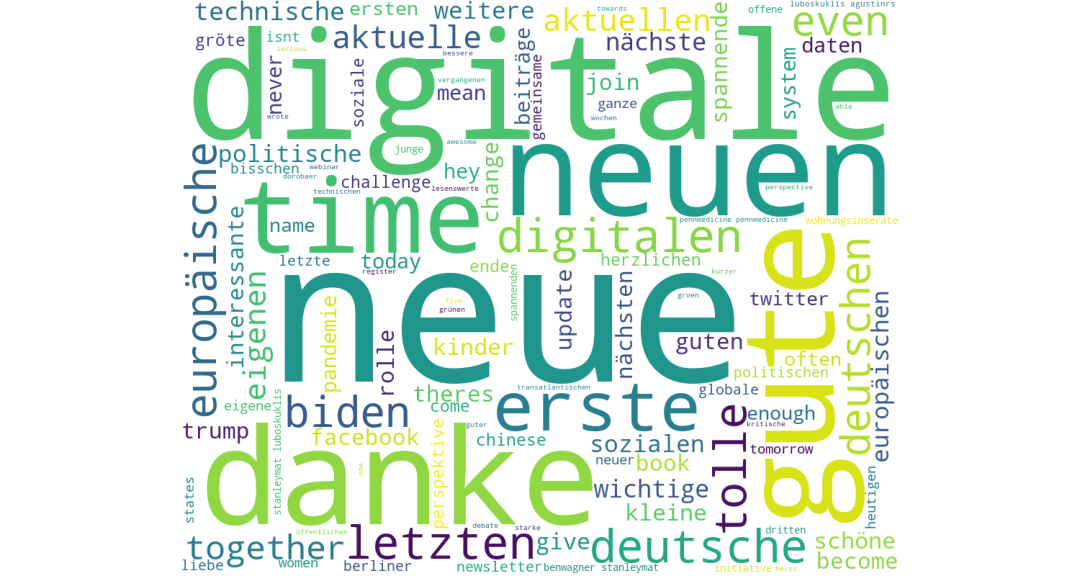 technische
ersten
weitere
towards
offene
luboskuklis agustinrs
aktuellen
even
gröte
isnt
serious
aktuelle
bessere
nächste
spannende
daten
digitale
never
wrote
soziale
vergangenen
mean
beiträge
gemeinsame
join
ganze
wochen
system
able
europäische
politische
junge
awesome
neuen
bisschen
webinar
dorobaer
technischen
challenge
hey
lesenswerte
change
perspective
time
name
interessante
digitalen
pennmedicine pennmedicine
wohnungsinserate
gute
deutschen
letzte
today
register
ende
spannenden
herzlichen
kurzer
eigenen
neue
five
grünen
update
nächsten
groen
twitter
europäischen
pandemie
rolle
kinder
guten
often
politischen
eigene
stanleymat luboskuklis
biden
theres
come
transatlantischen
erste
globale
tolle
enough
kritische
trump
facebook
perspektive
guter
chinese
sozialen
tomorrow
danke
one
neuer
book
states
wichtige
heutigen
kleine
öffentlichen
debate
starke
dritten
together
letzten
give
deutsche
schöne
liebe
women
berliner
newsletter
benwagner stanleymat
initiative
heres
become